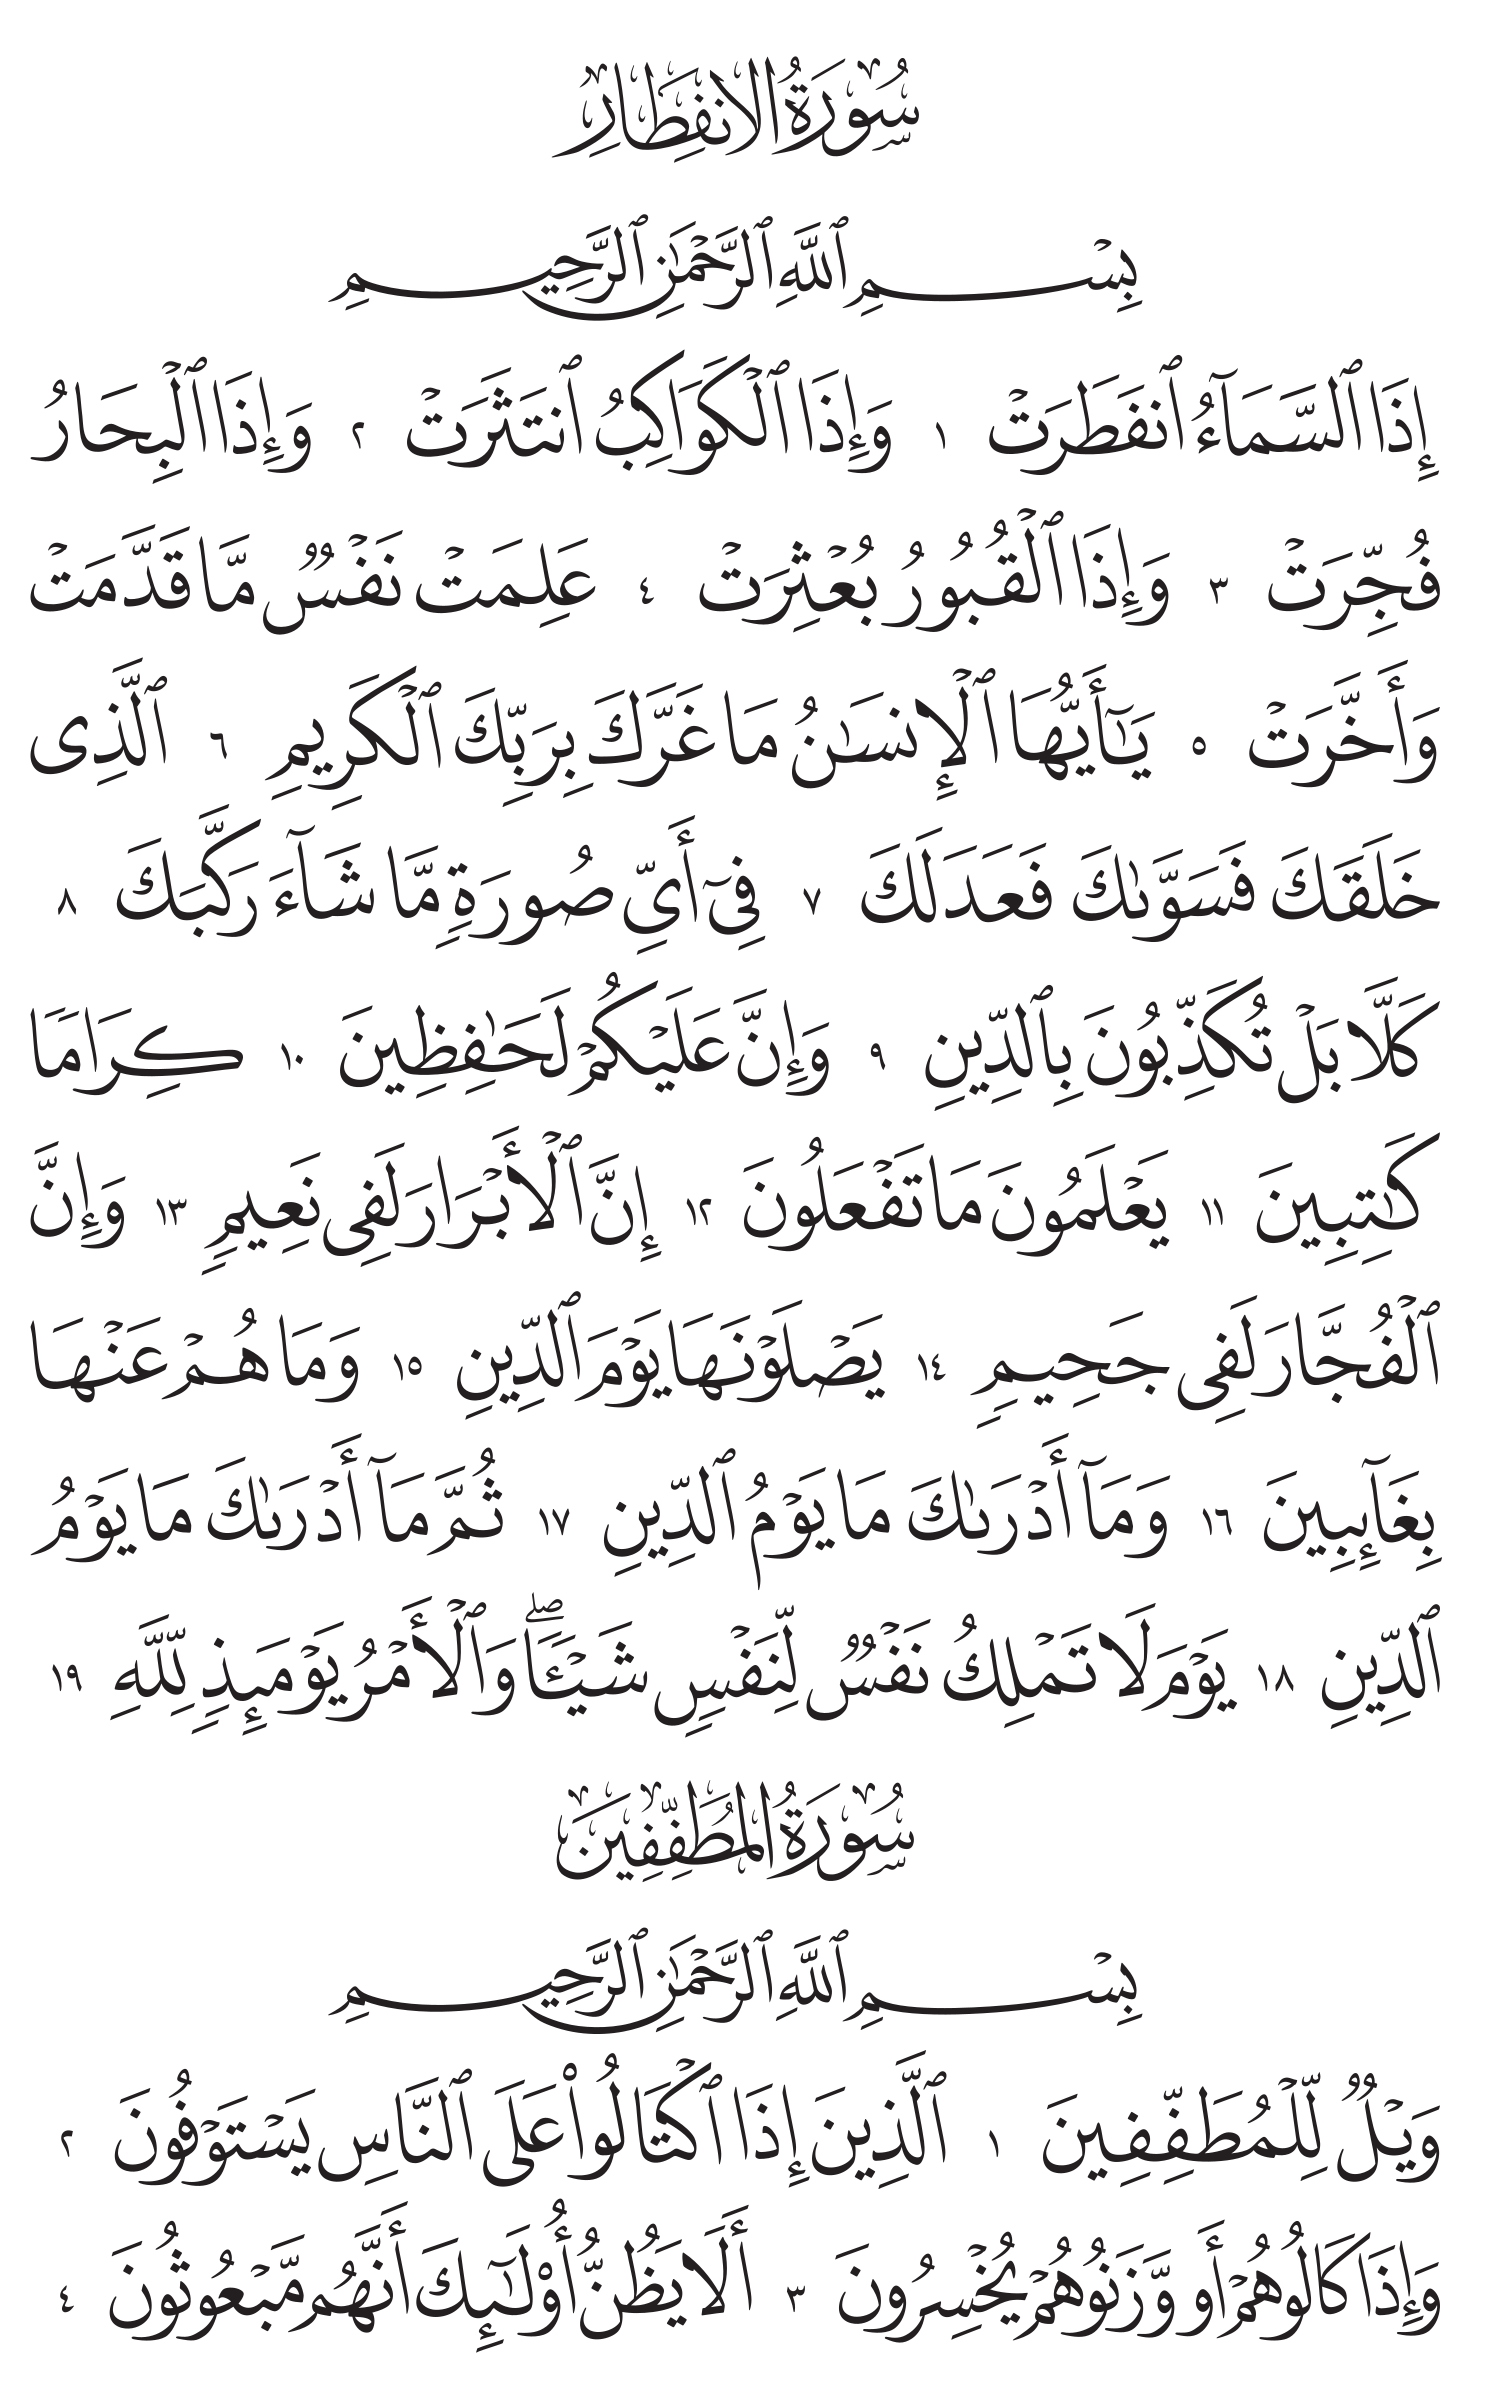 سُورَةُ الانفِطَارِ
بِسْمِ ٱللَّهِ ٱلرَّحْمَٰنِ ٱلرَّحِيمِ
إِذَا ٱلسَّمَآءُ ٱنفَطَرَتْ ١ وَإِذَا ٱلْكَوَاكِبُ ٱنتَثَرَتْ ٢ وَإِذَا ٱلْبِحَارُ
فُجِّرَتْ ٣ وَإِذَا ٱلْقُبُورُ بُعْثِرَتْ ٤ عَلِمَتْ نَفْسٌ مَّا قَدَّمَتْ
وَأَخَّرَتْ ٥ يَٰٓأَيُّهَا ٱلْإِنسَٰنُ مَا غَرَّكَ بِرَبِّكَ ٱلْكَرِيمِ ٦ ٱلَّذِى
خَلَقَكَ فَسَوَّىٰكَ فَعَدَلَكَ ٧ فِىٓ أَىِّ صُورَةٍ مَّا شَآءَ رَكَّبَكَ ٨
كَلَّا بَلْ تُكَذِّبُونَ بِٱلدِّينِ ٩ وَإِنَّ عَلَيْكُمْ لَحَٰفِظِينَ ١٠ كِرَامًا
كَٰتِبِينَ ١١ يَعْلَمُونَ مَا تَفْعَلُونَ ١٢ إِنَّ ٱلْأَبْرَارَ لَفِى نَعِيمٍ ١٣ وَإِنَّ
ٱلْفُجَّارَ لَفِى جَحِيمٍ ١٤ يَصْلَوْنَهَا يَوْمَ ٱلدِّينِ ١٥ وَمَا هُمْ عَنْهَا
بِغَآئِبِينَ ١٦ وَمَآ أَدْرَىٰكَ مَا يَوْمُ ٱلدِّينِ ١٧ ثُمَّ مَآ أَدْرَىٰكَ مَا يَوْمُ
ٱلدِّينِ ١٨ يَوْمَ لَا تَمْلِكُ نَفْسٌ لِّنَفْسٍ شَيْـًٔا ۖ وَٱلْأَمْرُ يَوْمَئِذٍ لِّلَّهِ ١٩
سُورَةُ المُطَفِّفِينَ
بِسْمِ ٱللَّهِ ٱلرَّحْمَٰنِ ٱلرَّحِيمِ
وَيْلٌ لِّلْمُطَفِّفِينَ ١ ٱلَّذِينَ إِذَا ٱكْتَالُوا۟ عَلَى ٱلنَّاسِ يَسْتَوْفُونَ ٢
وَإِذَا كَالُوهُمْ أَو وَّزَنُوهُمْ يُخْسِرُونَ ٣ أَلَا يَظُنُّ أُو۟لَٰٓئِكَ أَنَّهُم مَّبْعُوثُونَ ٤